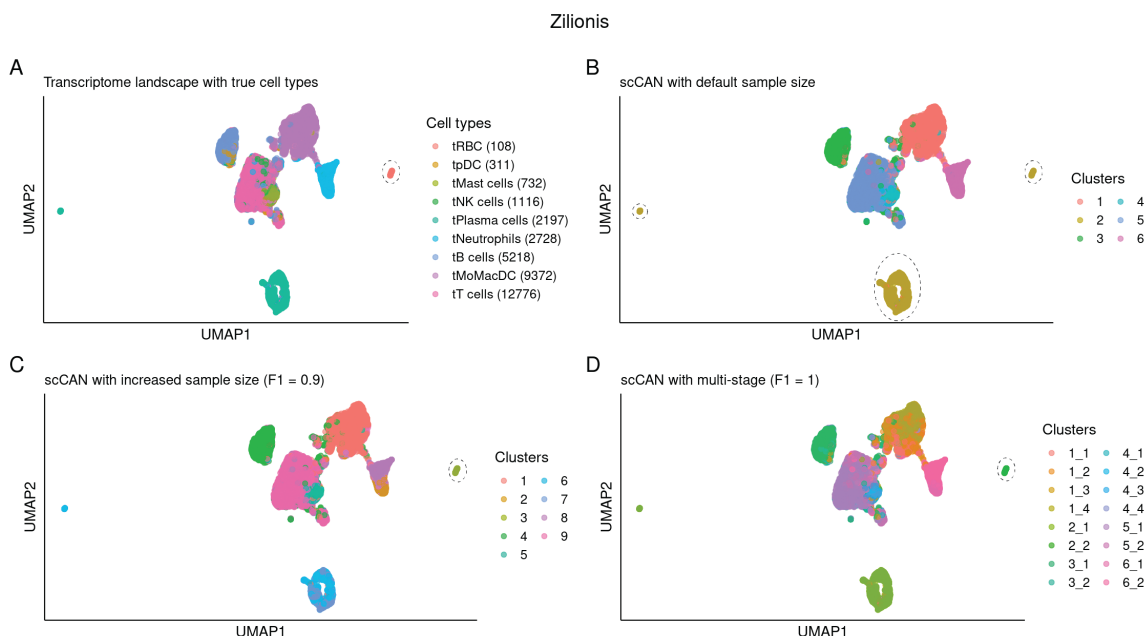 Zilionis
A
Transcriptome landscape with true cell types
UMAP2
UMAP1
Cell types
tRBC (108)
tpDC (311)
tMast cells (732)
tNK cells (1116)
tPlasma cells (2197)
tNeutrophils (2728)
tB cells (5218)
tMoMacDC (9372)
tT cells (12776)
B
scCAN with default sample size
UMAP2
UMAP1
Clusters
1 4
2 5
3 6
C
scCAN with increased sample size (F1 = 0.9)
UMAP2
UMAP1
Clusters
1 6
2 7
3 8
4 9
5
D
scCAN with multi-stage (F1 = 1)
UMAP2
UMAP1
Clusters
1_1 4_1
1_2 4_2
1_3 4_3
1_4 4_4
2_1 5_1
2_2 5_2
3_1 6_1
3_2 6_2